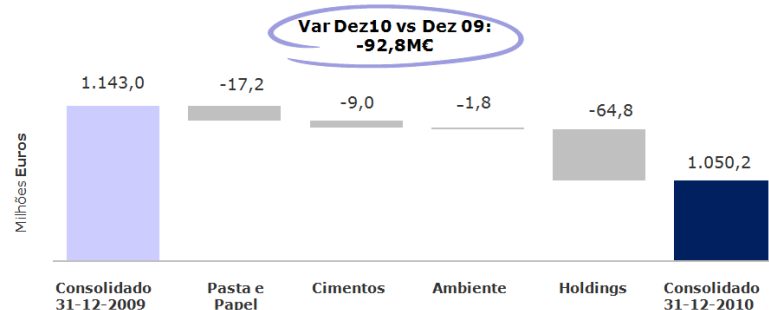 Var Dez10 vs Dez 09:
-92,8M€
1.143,0
-17,2
-9,0
-1,8
-64,8
1.050,2
Milhões Euros
Consolidado
31-12-2009
Pasta e
Papel
Cimentos
Ambiente
Holdings
Consolidado
31-12-2010